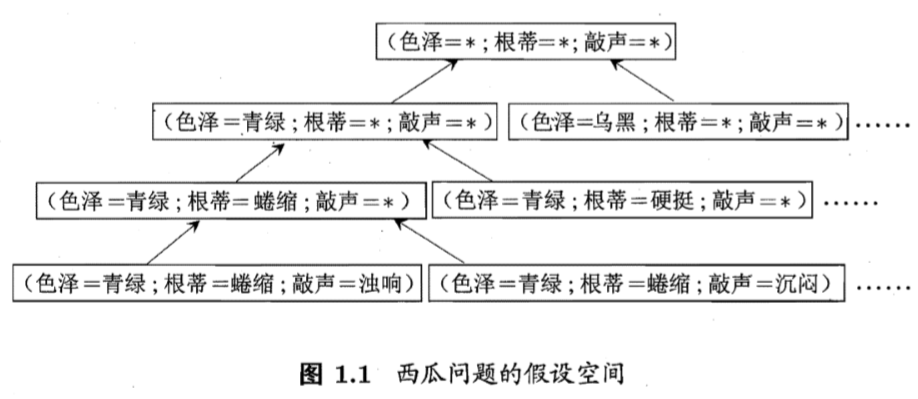 （色泽=*；根蒂=*；敲声=*）
（色泽=青绿；根蒂=*；敲声=*） （色泽=乌黑；根蒂=*；敲声=*）……
（色泽=青绿；根蒂=蜷缩；敲声=*） （色泽=青绿；根蒂=硬挺；敲声=*） ……
（色泽=青绿；根蒂=蜷缩；敲声=浊响） （色泽=青绿；根蒂=蜷缩；敲声=沉闷） ……
图 1.1 西瓜问题的假设空间